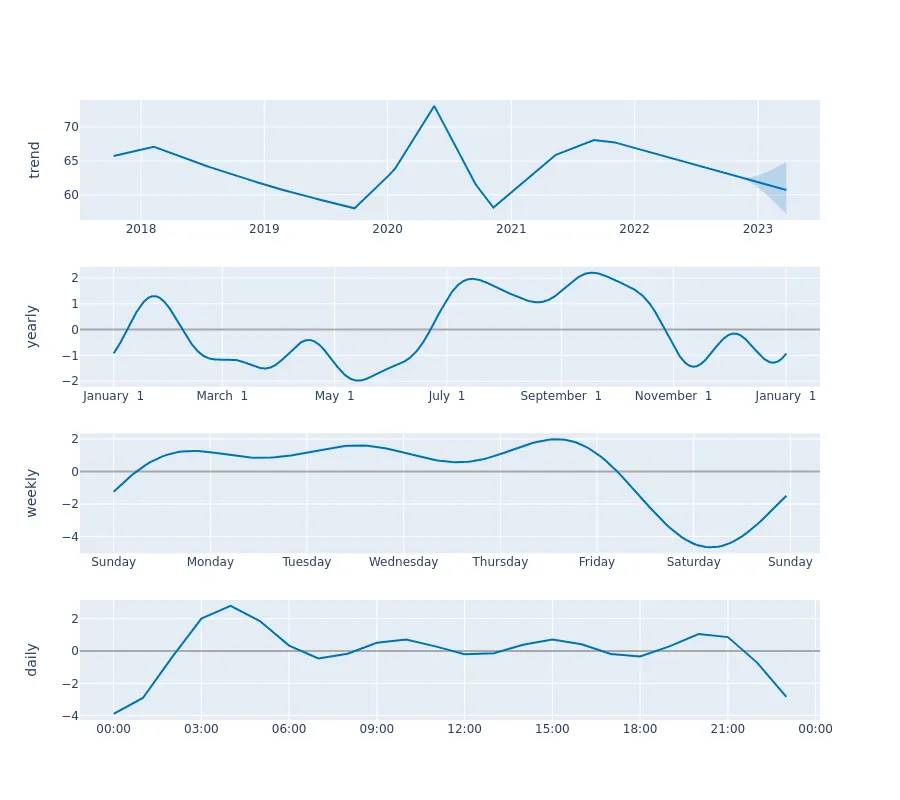 trend
70
65
60
2018 2019 2020 2021 2022 2023
yearly
2
1
0
−1
−2
January 1 March 1 May 1 July 1 September 1 November 1 January 1
weekly
2
0
−2
−4
Sunday Monday Tuesday Wednesday Thursday Friday Saturday Sunday
daily
2
0
−2
−4
00:00 03:00 06:00 09:00 12:00 15:00 18:00 21:00 00:00